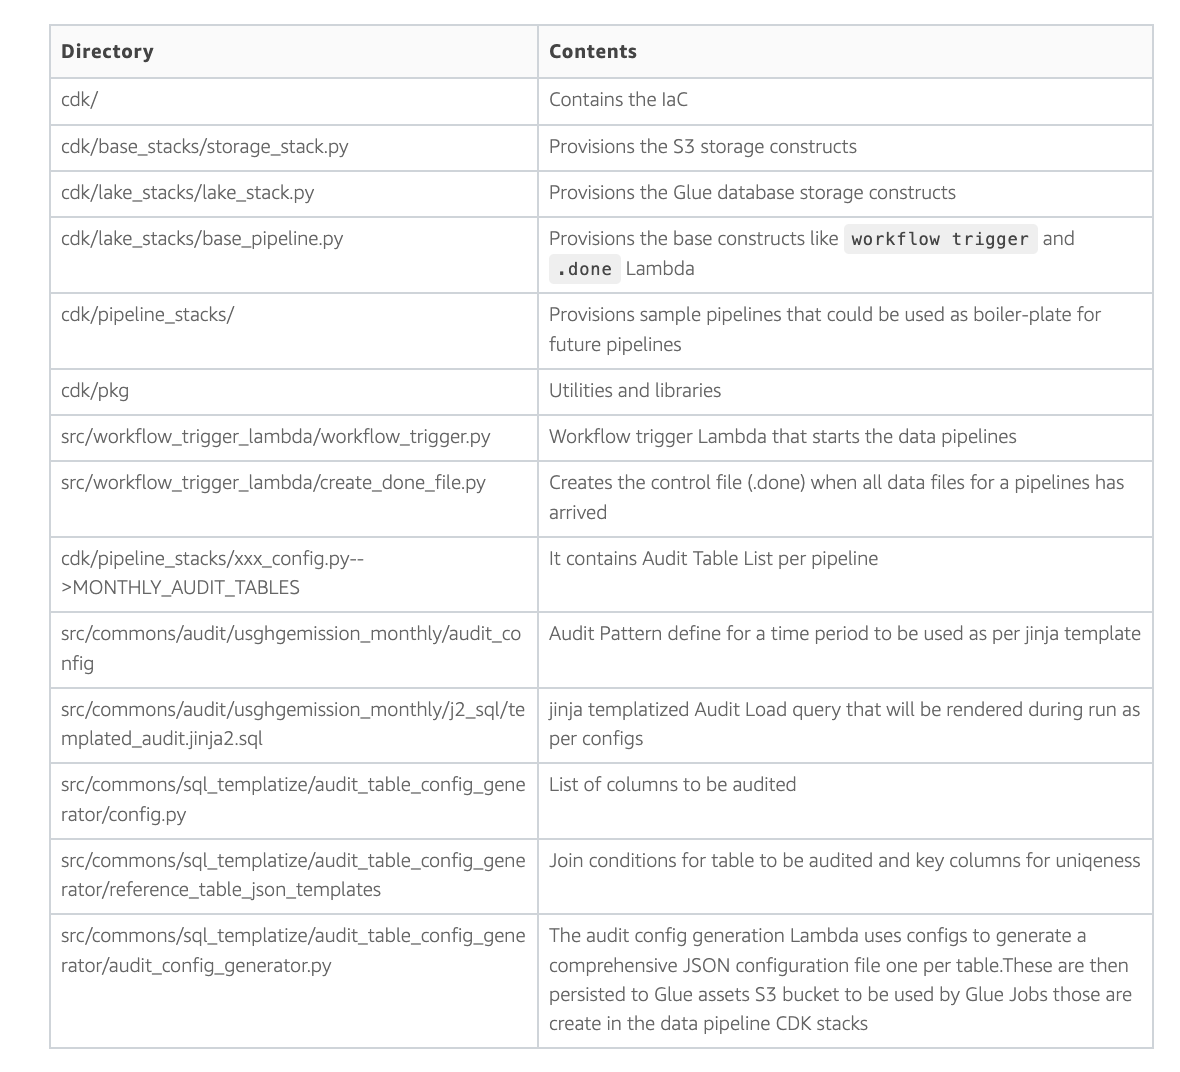 Directory
Contents
cdk/
Contains the IaC
cdk/base_stacks/storage_stack.py
Provisions the S3 storage constructs
cdk/lake_stacks/lake_stack.py
Provisions the Glue database storage constructs
cdk/lake_stacks/base_pipeline.py
Provisions the base constructs like workflow trigger and
.done Lambda
cdk/pipeline_stacks/
Provisions sample pipelines that could be used as boiler-plate for
future pipelines
cdk/pkg
Utilities and libraries
src/workflow_trigger_lambda/workflow_trigger.py
Workflow trigger Lambda that starts the data pipelines
src/workflow_trigger_lambda/create_done_file.py
Creates the control file (.done) when all data files for a pipelines has
arrived
cdk/pipeline_stacks/xxx_config.py--
>MONTHLY_AUDIT_TABLES
It contains Audit Table List per pipeline
src/commons/audit/usghgemission_monthly/audit_co
nfig
Audit Pattern define for a time period to be used as per jinja template
src/commons/audit/usghgemission_monthly/j2_sql/te
mplated_audit.jinja2.sql
jinja templatized Audit Load query that will be rendered during run as
per configs
src/commons/sql_templatize/audit_table_config_gene
rator/config.py
List of columns to be audited
src/commons/sql_templatize/audit_table_config_gene
rator/reference_table_json_templates
Join conditions for table to be audited and key columns for uniqeness
src/commons/sql_templatize/audit_table_config_gene
rator/audit_config_generator.py
The audit config generation Lambda uses configs to generate a
comprehensive JSON configuration file one per table.These are then
persisted to Glue assets S3 bucket to be used by Glue Jobs those are
create in the data pipeline CDK stacks